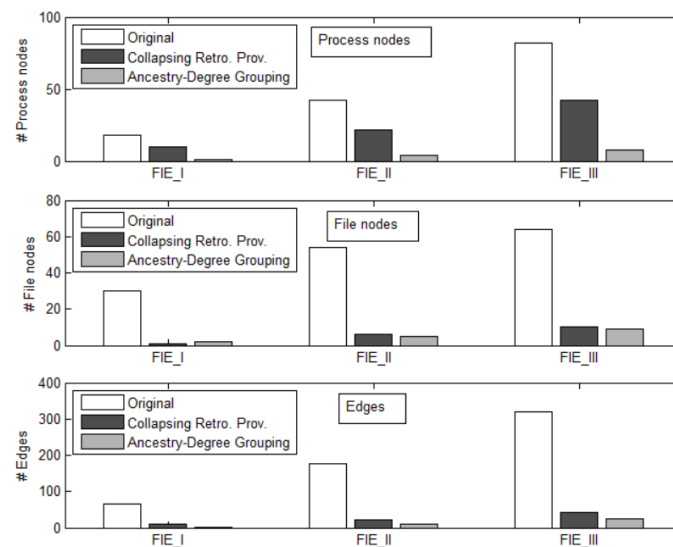 100
50
0
# Process nodes
Original
Collapsing Retro. Prov.
Ancestry-Degree Grouping
Process nodes
FIE_I
FIE_II
FIE_III
80
60
40
20
0
# File nodes
Original
Collapsing Retro. Prov.
Ancestry-Degree Grouping
File nodes
FIE_I
FIE_II
FIE_III
400
300
200
100
0
# Edges
Original
Collapsing Retro. Prov.
Ancestry-Degree Grouping
Edges
FIE_I
FIE_II
FIE_III